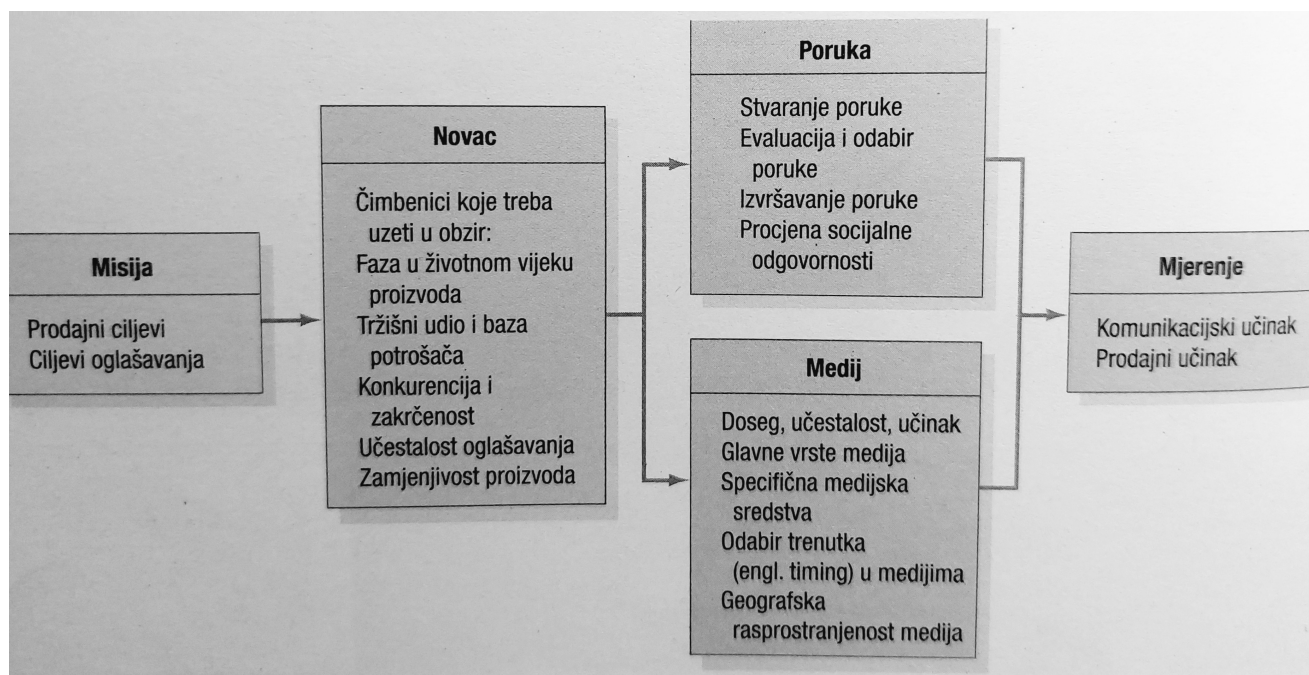 Misija
Prodajni ciljevi
Ciljevi oglašavanja
Novac
Čimbenici koje treba
uzeti u obzir:
Faza u životnom vijeku
proizvoda
Tržišni udio i baza
potrošača
Konkurencija i
zakrčenost
Učestalost oglašavanja
Zamjenjivost proizvoda
Poruka
Stvaranje poruke
Evaluacija i odabir
poruke
Izvršavanje poruke
Procjena socijalne
odgovornosti
Medij
Doseg, učestalost, učinak
Glavne vrste medija
Specifična medijska
sredstva
Odabir trenutka
(engl. timing) u medijima
Geografska
rasprostranjenost medija
Mjerenje
Komunikacijski učinak
Prodajni učinak